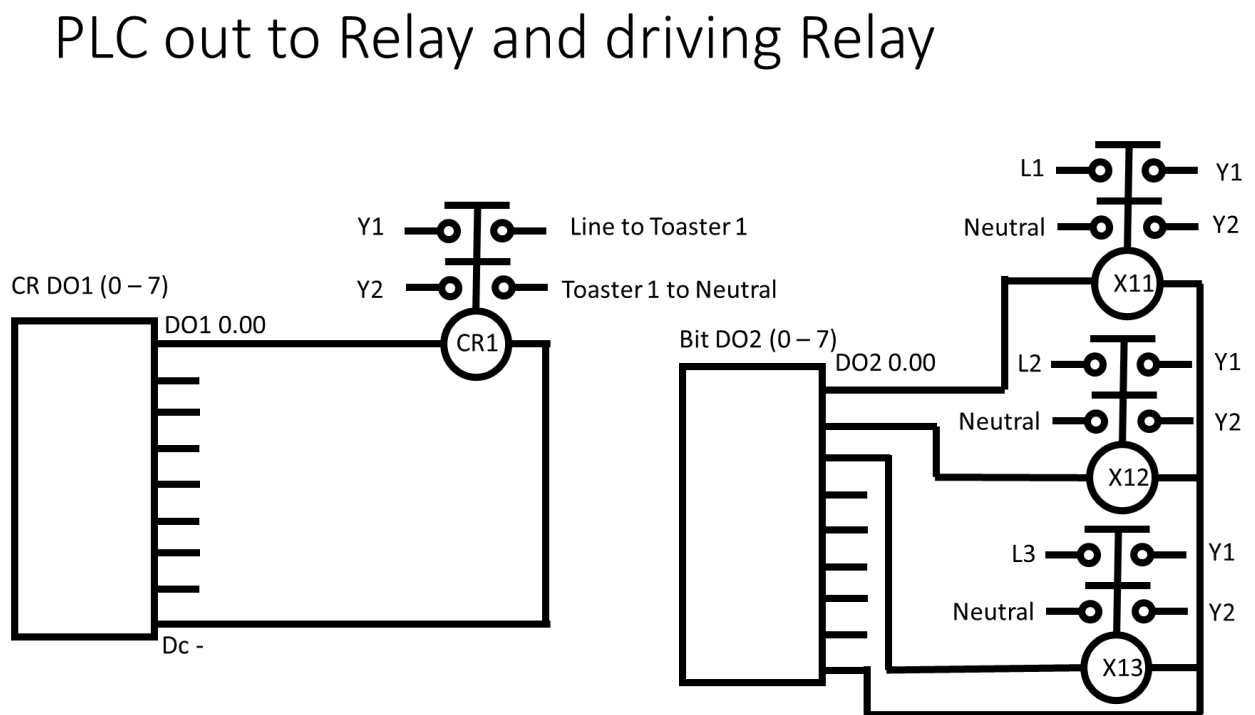 PLC out to Relay and driving Relay
Y1
Line to Toaster 1
Y2
Toaster 1 to Neutral
CR DO1 (0 – 7)
DO1 0.00
CR1
Dc -
L1
Y1
Neutral
Y2
X11
Bit DO2 (0 – 7)
DO2 0.00
L2
Y1
Neutral
Y2
X12
L3
Y1
Neutral
Y2
X13